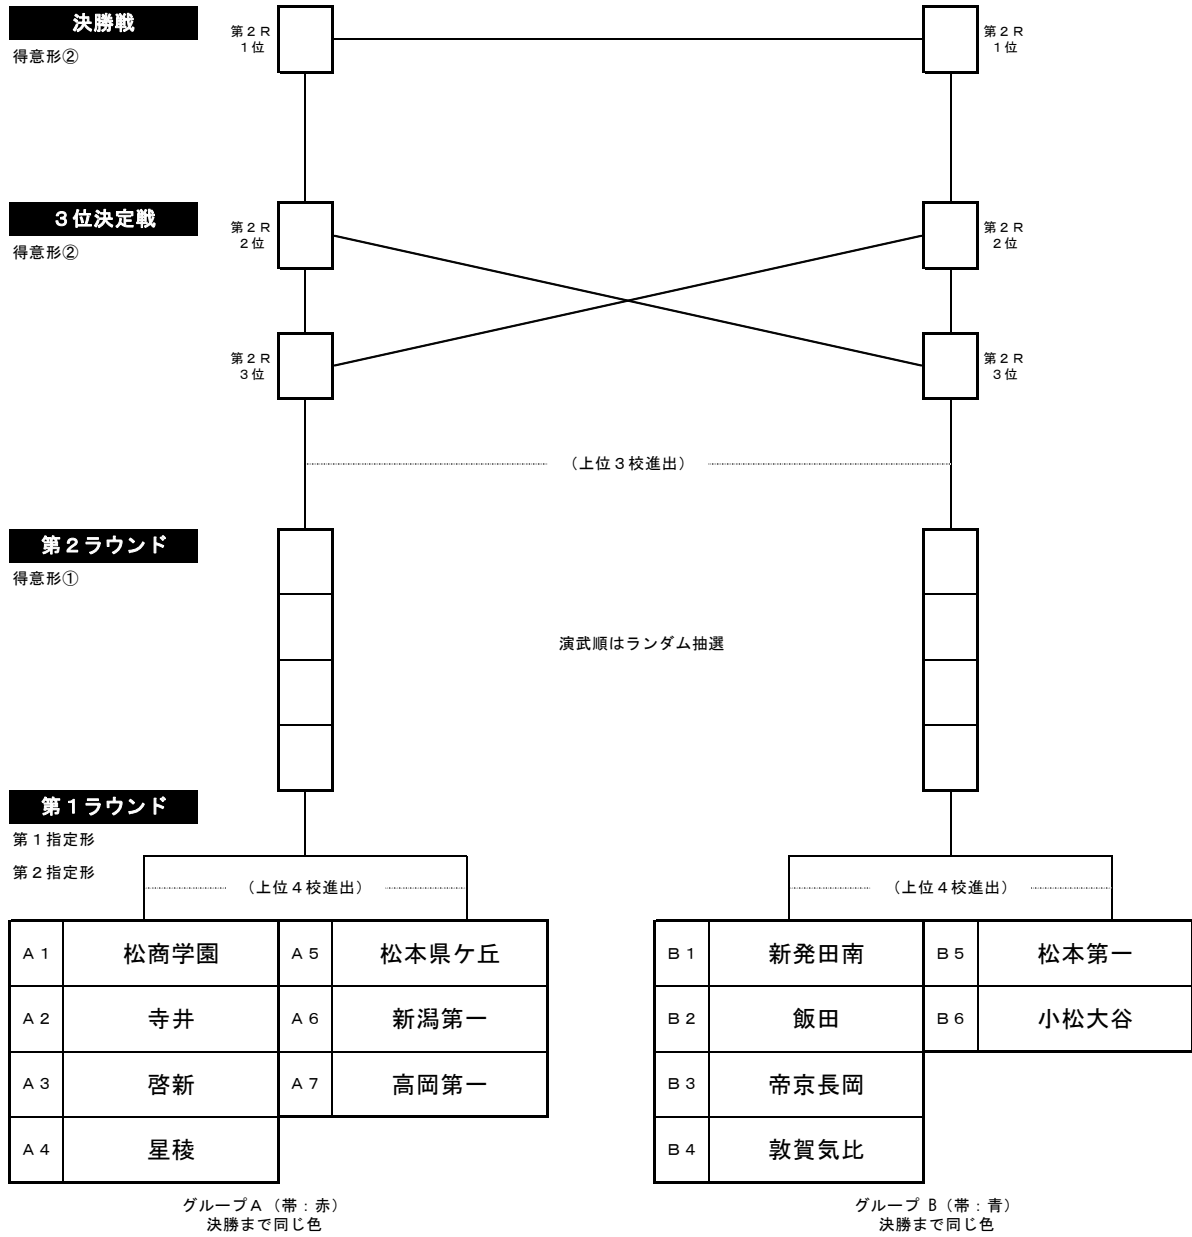 決勝戦
得意形②
第２Ｒ
１位
第２Ｒ
１位
３位決定戦
得意形②
第２Ｒ
２位
第２Ｒ
２位
第２Ｒ
３位
第２Ｒ
３位
（上位３校進出）
第２ラウンド
得意形①
演武順はランダム抽選
第１ラウンド
第１指定形
第２指定形
（上位４校進出）
（上位４校進出）
Ａ１ 松商学園 Ａ５ 松本県ケ丘
Ａ２ 寺井 Ａ６ 新潟第一
Ａ３ 啓新 Ａ７ 高岡第一
Ａ４ 星稜
Ｂ１ 新発田南 Ｂ５ 松本第一
Ｂ２ 飯田 Ｂ６ 小松大谷
Ｂ３ 帝京長岡
Ｂ４ 敦賀気比
グループＡ（帯：赤）
決勝まで同じ色
グループ B（帯：青）
決勝まで同じ色